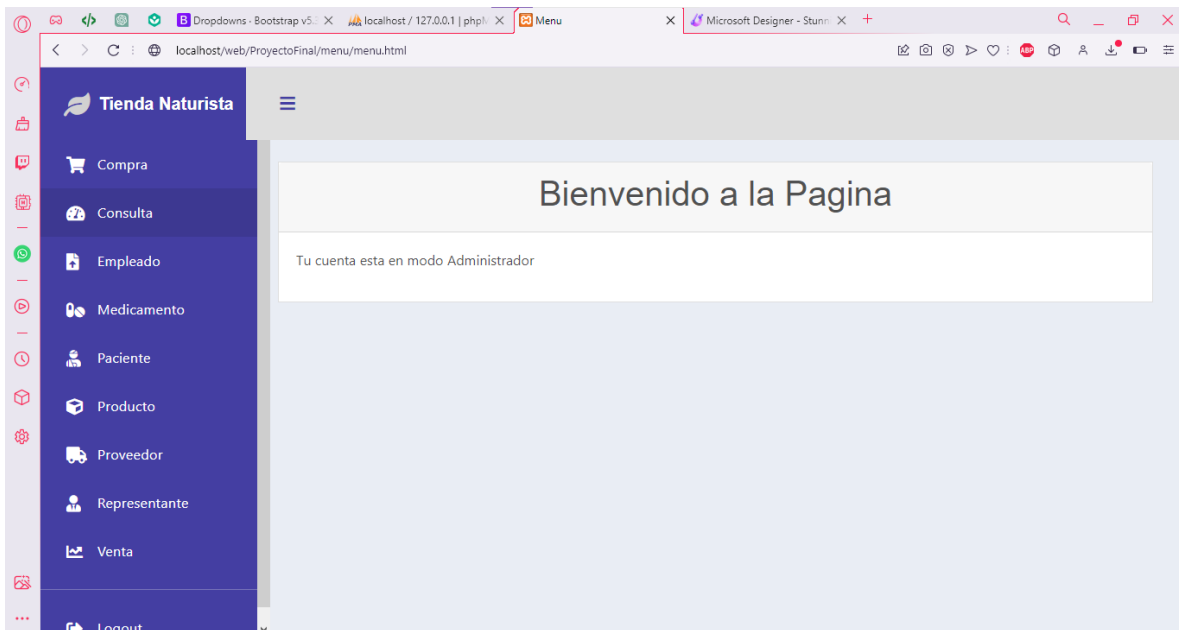 Dropdowns - Bootstrap v5.
localhost / 127.0.0.1 | php
Menu
Microsoft Designer - Stunn
localhost/web/ProyectoFinal/menu/menu.html
ABP
Tienda Naturista
Compra
Consulta
Empleado
Medicamento
Paciente
Producto
Proveedor
Representante
Venta
Logout
Bienvenido a la Pagina
Tu cuenta esta en modo Administrador